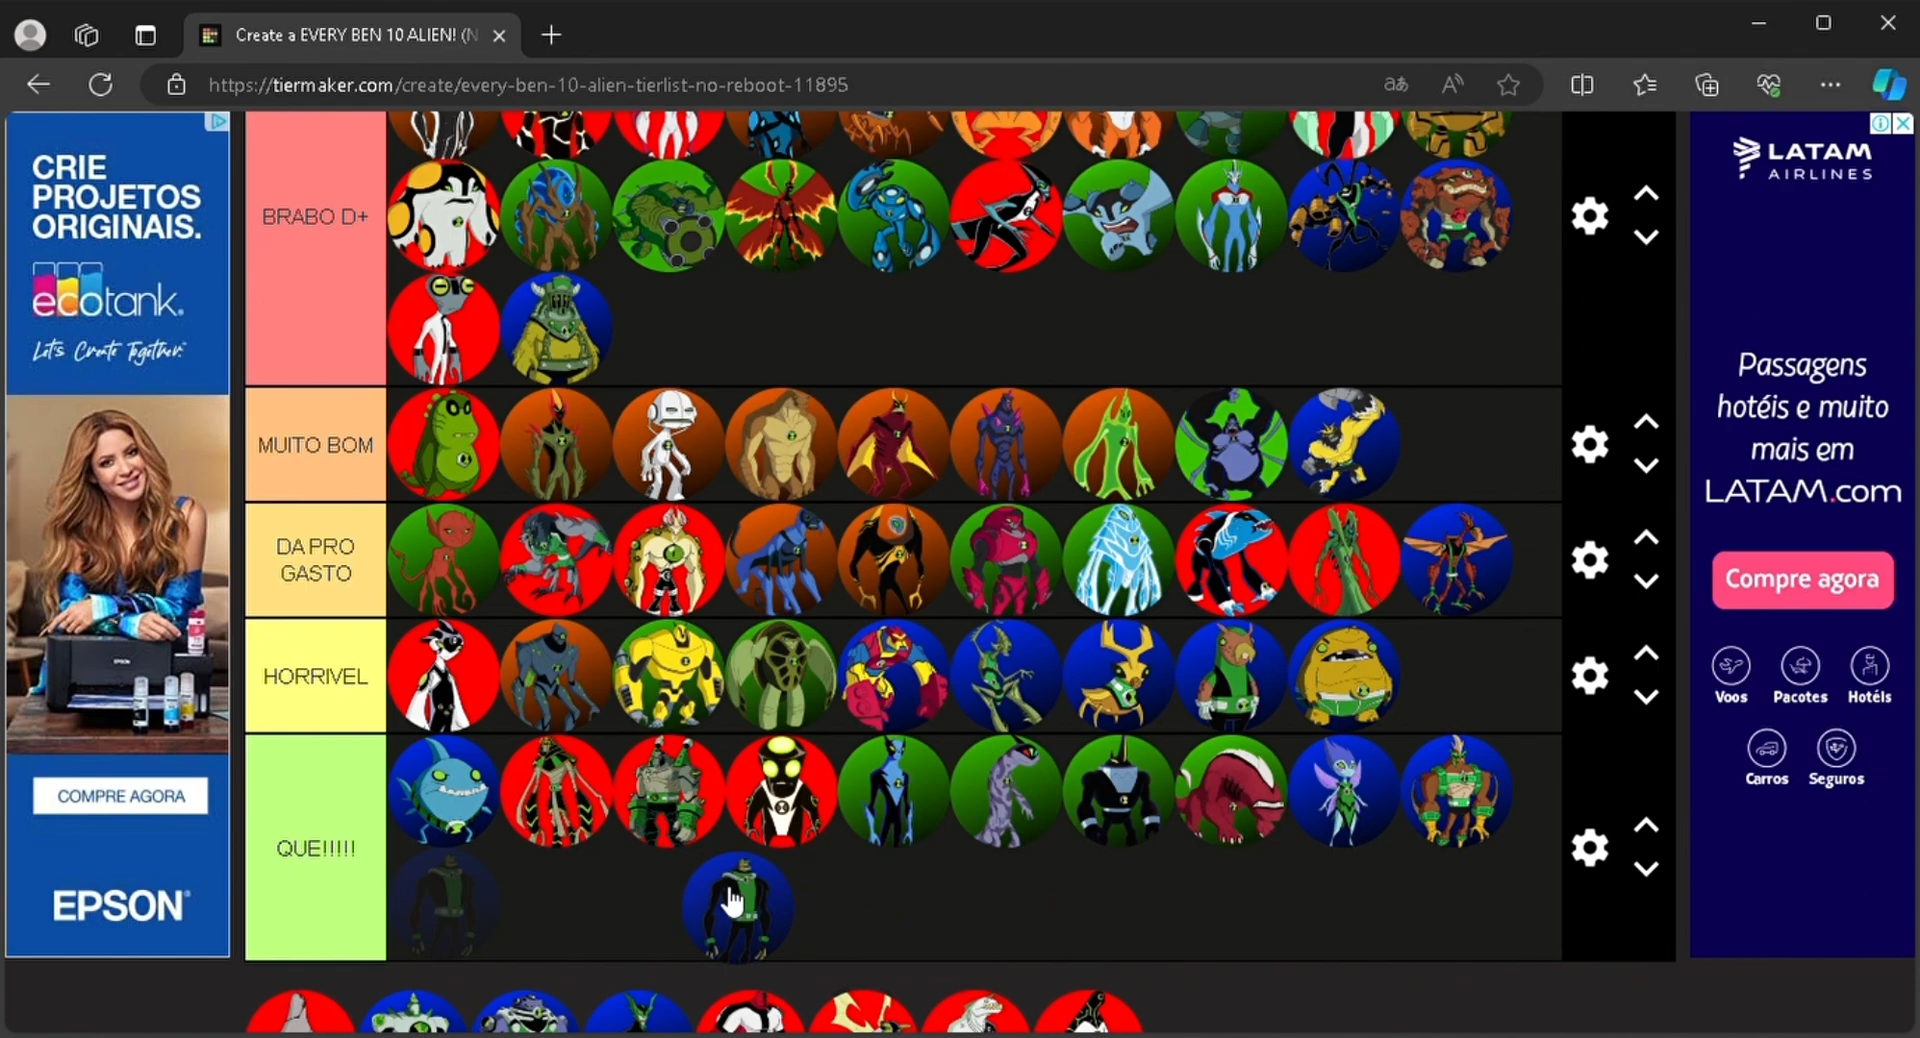 Create a EVERY BEN 10 ALIEN! (N
https://tiermaker.com/create/every-ben-10-alien-tierlist-no-reboot-11895
CRIE
PROJETOS
ORIGINAIS.
ecotank.
Let's Create Together.
EPSON
COMPRE AGORA
EPSON
BRABO D+
MUITO BOM
DA PRO
GASTO
HORRIVEL
QUE!!!!!
LATAM
AIRLINES
Passagens
hotéis e muito
mais em
LATAM.com
Compre agora
Voos
Pacotes
Hotéis
Carros
Seguros